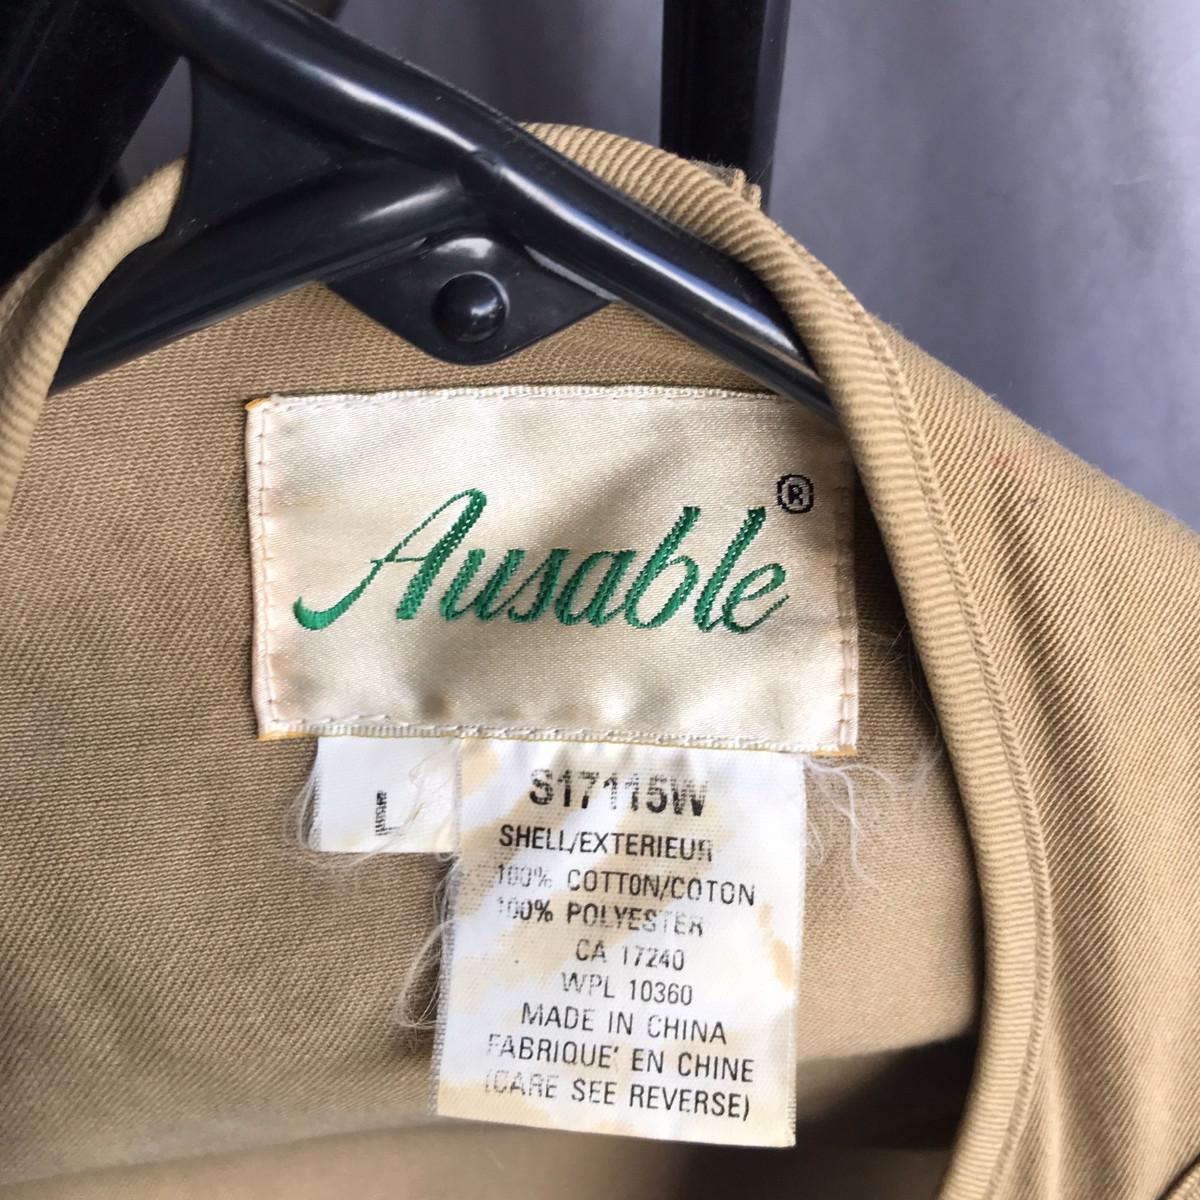 Ausable®
L
S17115W
SHELL/EXTERIEUR
100% COTTON/COTON
100% POLYESTER
CA 17240
WPL 10360
MADE IN CHINA
FABRIQUE' EN CHINE
(CARE SEE REVERSE)